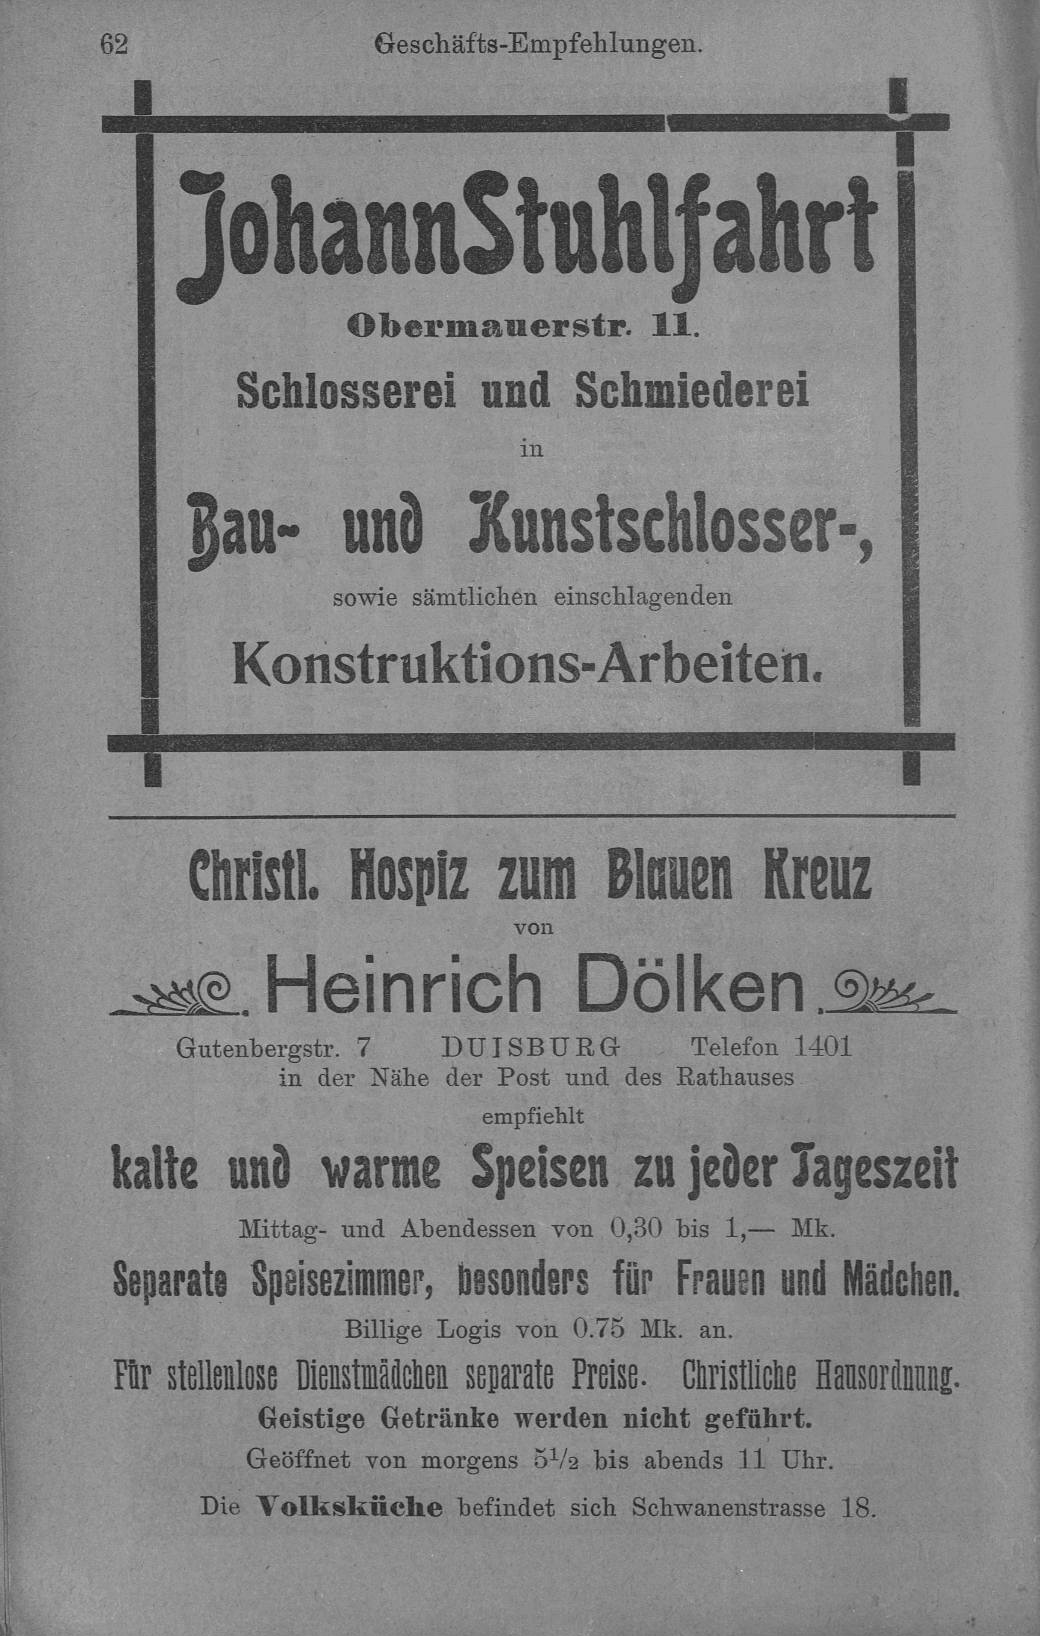 62
Geschäfts-Empfehlungen.
Johann Stuhlfahrt
Obermauerstr. 11.
Schlosserei und Schmiederei
in
Bau- und Kunstschlosser-,
sowie sämtlichen einschlagenden
Konstruktions-Arbeiten.
Christl. Hospiz zum Blauen Kreuz
von
Heinrich Dölken
Gutenbergstr. 7 DUISBURG Telefon 1401
in der Nähe der Post und des Rathauses
empfiehlt
kalte und warme Speisen zu jeder Tageszeit
Mittag- und Abendessen von 0,30 bis 1,— Mk.
Separate Speisezimmer, besonders für Frauen und Mädchen.
Billige Logis von 0.75 Mk. an.
Für stellenlose Dienstmädchen separate Preise. Christliche Hausordnung.
Geistige Getränke werden nicht geführt.
Geöffnet von morgens 5½ bis abends 11 Uhr.
Die Volksküche befindet sich Schwanenstrasse 18.